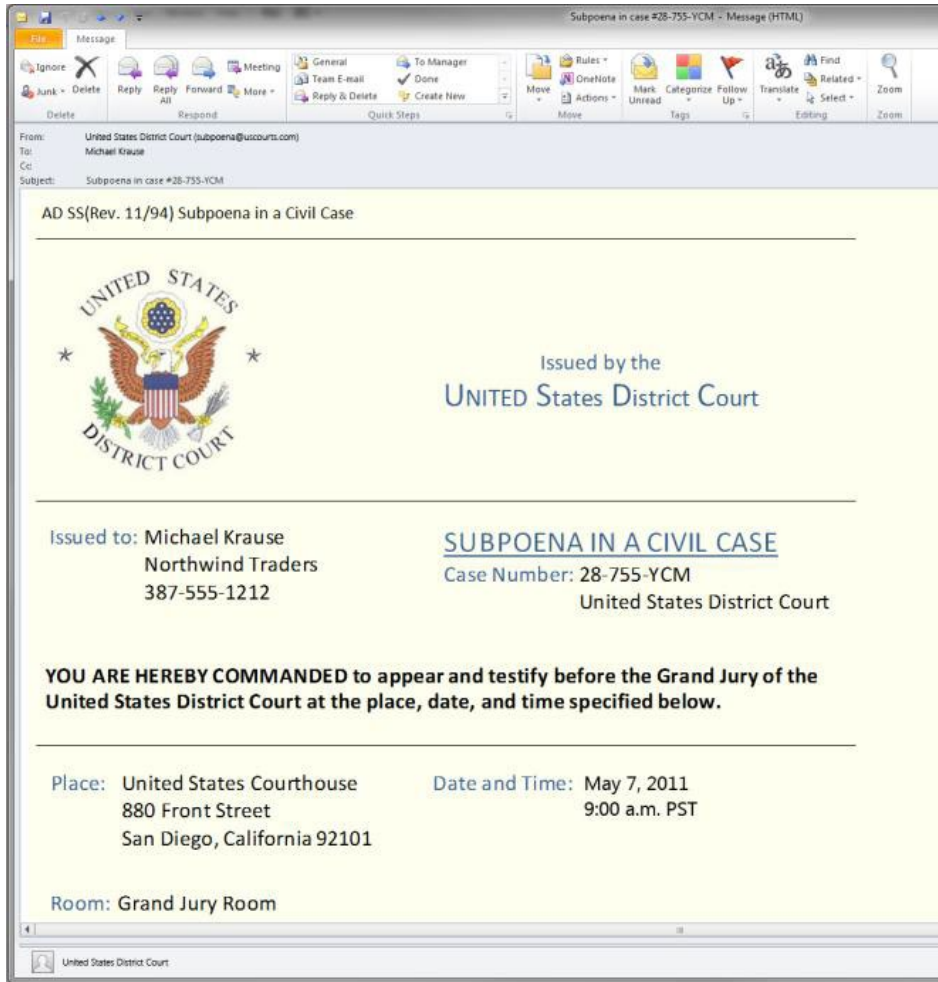 Subpoena in case #28-755-YCM - Message (HTML)
File Message
Ignore
Junk
Delete
Reply
Reply All
Forward
Meeting
More
General
Team E-mail
Reply & Delete
To Manager
Done
Create New
Move
Rules
OneNote
Actions
Mark Unread
Categorize
Follow Up
Translate
Find
Related
Select
Zoom
Delete Respond Quick Steps Move Tags Editing Zoom
From: United States District Court (subpoena@uscourts.com)
To: Michael Krause
Cc:
Subject: Subpoena in case #28-755-YCM
AD SS(Rev. 11/94) Subpoena in a Civil Case
UNITED STATES
DISTRICT COURT
Issued by the
UNITED States District Court
Issued to: Michael Krause
Northwind Traders
387-555-1212
SUBPOENA IN A CIVIL CASE
Case Number: 28-755-YCM
United States District Court
YOU ARE HEREBY COMMANDED to appear and testify before the Grand Jury of the
United States District Court at the place, date, and time specified below.
Place: United States Courthouse
880 Front Street
San Diego, California 92101
Date and Time: May 7, 2011
9:00 a.m. PST
Room: Grand Jury Room
United States District Court